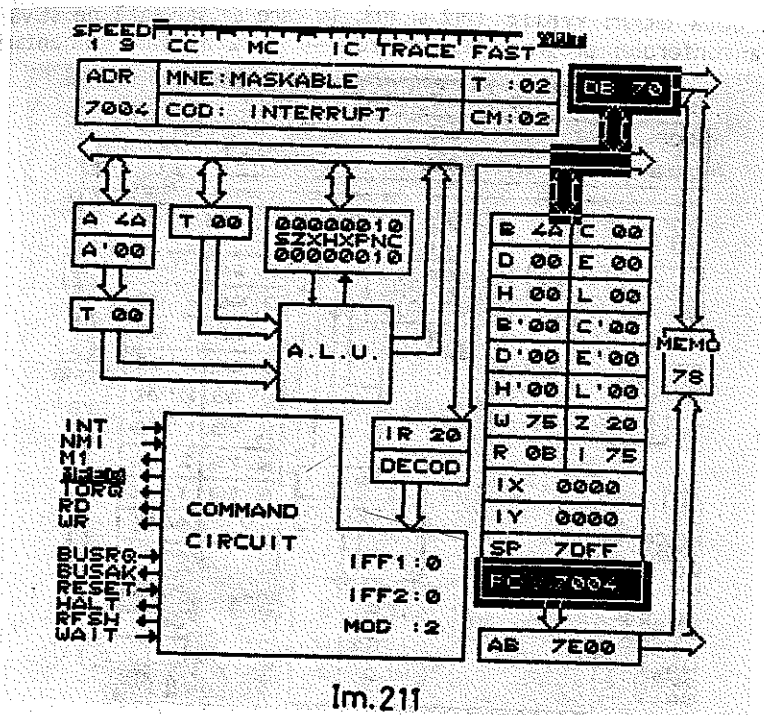 SPEED
1 9 CC MC IC TRACE FAST
ADR MNE:MASKABLE T :02
7004 COD: INTERRUPT CM:02
DB 70
A 4A
A'00
T 00
00000010
SZXHXPNC
00000010
T 00
A.L.U.
B 4A C 00
D 00 E 00
H 00 L 00
B'00 C'00
D'00 E'00
H'00 L'00
W 75 Z 20
R 0B I 75
IX 0000
IY 0000
SP 7DFF
PC 7004
AB 7E00
MEMO
78
IR 20
DECOD
INT
NMI
M1
IORQ
RD
WR
BUSRQ
BUSAK
RESET
HALT
RFSH
WAIT
COMMAND
CIRCUIT
IFF1:0
IFF2:0
MOD :2
Im.211